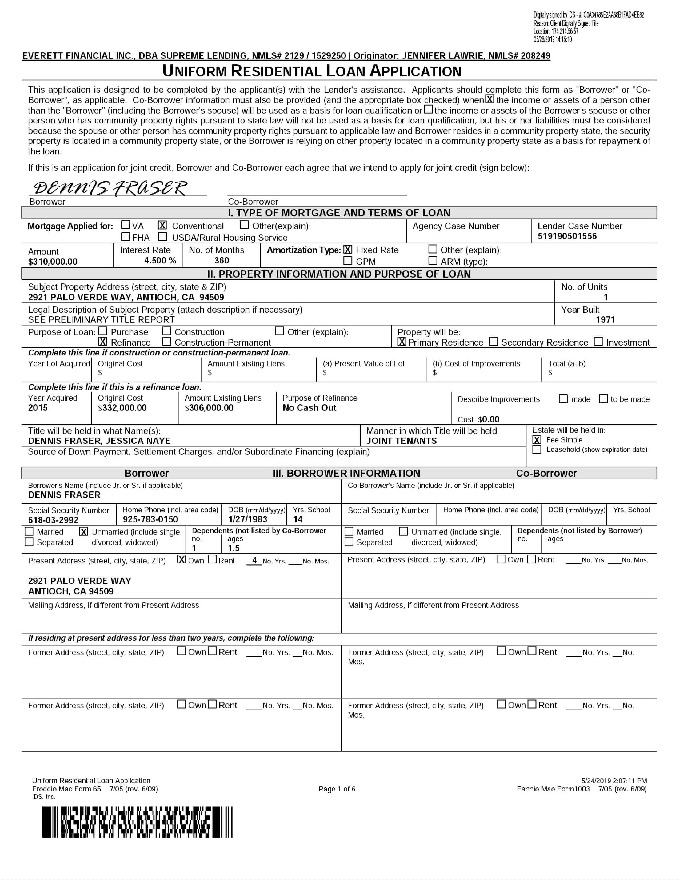 EVERETT FINANCIAL INC., DBA SUPREME LENDING, NMLS# 2129 / 1529250 | Originator: JENNIFER LAWRIE, NMLS# 208249
UNIFORM RESIDENTIAL LOAN APPLICATION
This application is designed to be completed by the applicant(s) with the Lender's assistance. Applicants should complete this form as "Borrower" or "Co-
Borrower", as applicable. Co-Borrower information must also be provided (and the appropriate box checked) when X the income or assets of a person other
than the "Borrower" (including the Borrower's spouse) will be used as a basis for loan qualification or the income or assets of the Borrower's spouse or other
person who has community property rights pursuant to state law will not be used as a basis for loan qualification, but his or her liabilities must be considered
because the spouse or other person has community property rights pursuant to applicable law and Borrower resides in a community property state, the security
property is located in a community property state, or the Borrower is relying on other property located in a community property state as a basis for repayment of
the loan.
If this is an application for joint credit, Borrower and Co-Borrower each agree that we intend to apply for joint credit (sign below):
DENNIS FRASER
Borrower Co-Borrower
I. TYPE OF MORTGAGE AND TERMS OF LOAN
Mortgage Applied for: VA X Conventional Other(explain): Agency Case Number Lender Case Number
FHA USDA/Rural Housing Service 519190501556
Amount Interest Rate No. of Months Amortization Type: X Fixed Rate Other (explain):
$310,000.00 4.500 % 360 GPM ARM (type):
II. PROPERTY INFORMATION AND PURPOSE OF LOAN
Subject Property Address (street, city, state & ZIP) No. of Units
2921 PALO VERDE WAY, ANTIOCH, CA 94509 1
Legal Description of Subject Property (attach description if necessary) Year Built
SEE PRELIMINARY TITLE REPORT 1971
Purpose of Loan: Purchase Construction Other (explain): Property will be:
X Refinance Construction-Permanent X Primary Residence Secondary Residence Investment
Complete this line if construction or construction-permanent loan.
Year Lot Acquired Original Cost Amount Existing Liens (a) Present Value of Lot (b) Cost of Improvements Total (a+b)
$ $ $ $ $
Complete this line if this is a refinance loan.
Year Acquired Original Cost Amount Existing Liens Purpose of Refinance Describe Improvements made to be made
2015 $332,000.00 $306,000.00 No Cash Out
Cost $0.00
Title will be held in what Name(s): Manner in which Title will be held Estate will be held in:
DENNIS FRASER, JESSICA NAYE JOINT TENANTS X Fee Simple
Source of Down Payment, Settlement Charges, and/or Subordinate Financing (explain) Leasehold (show expiration date)
Borrower III. BORROWER INFORMATION Co-Borrower
Borrower's Name (include Jr. or Sr. if applicable) Co-Borrower's Name (include Jr. or Sr. if applicable)
DENNIS FRASER
Social Security Number Home Phone (incl. area code) DOB (mm/dd/yyyy) Yrs. School Social Security Number Home Phone (incl. area code) DOB (mm/dd/yyyy) Yrs. School
618-03-2992 925-783-0150 1/27/1983 14
Married X Unmarried (include single, Dependents (not listed by Co-Borrower) Married Unmarried (include single, Dependents (not listed by Borrower)
Separated divorced, widowed) no. ages Separated divorced, widowed) no. ages
1 1.5
Present Address (street, city, state, ZIP) X Own Rent 4 No. Yrs. No. Mos. Present Address (street, city, state, ZIP) Own Rent No. Yrs. No. Mos.
2921 PALO VERDE WAY
ANTIOCH, CA 94509
Mailing Address, if different from Present Address Mailing Address, if different from Present Address
If residing at present address for less than two years, complete the following:
Former Address (street, city, state, ZIP) Own Rent No. Yrs. No. Mos. Former Address (street, city, state, ZIP) Own Rent No. Yrs. No.
Mos.
Former Address (street, city, state, ZIP) Own Rent No. Yrs. No. Mos. Former Address (street, city, state, ZIP) Own Rent No. Yrs. No.
Mos.
Uniform Residential Loan Application 5/24/2019 2:07:11 PM
Freddie Mac Form 65 7/05 (rev. 6/09) Page 1 of 6 Fannie Mae Form 1003 7/05 (rev. 6/09)
IDS, Inc.